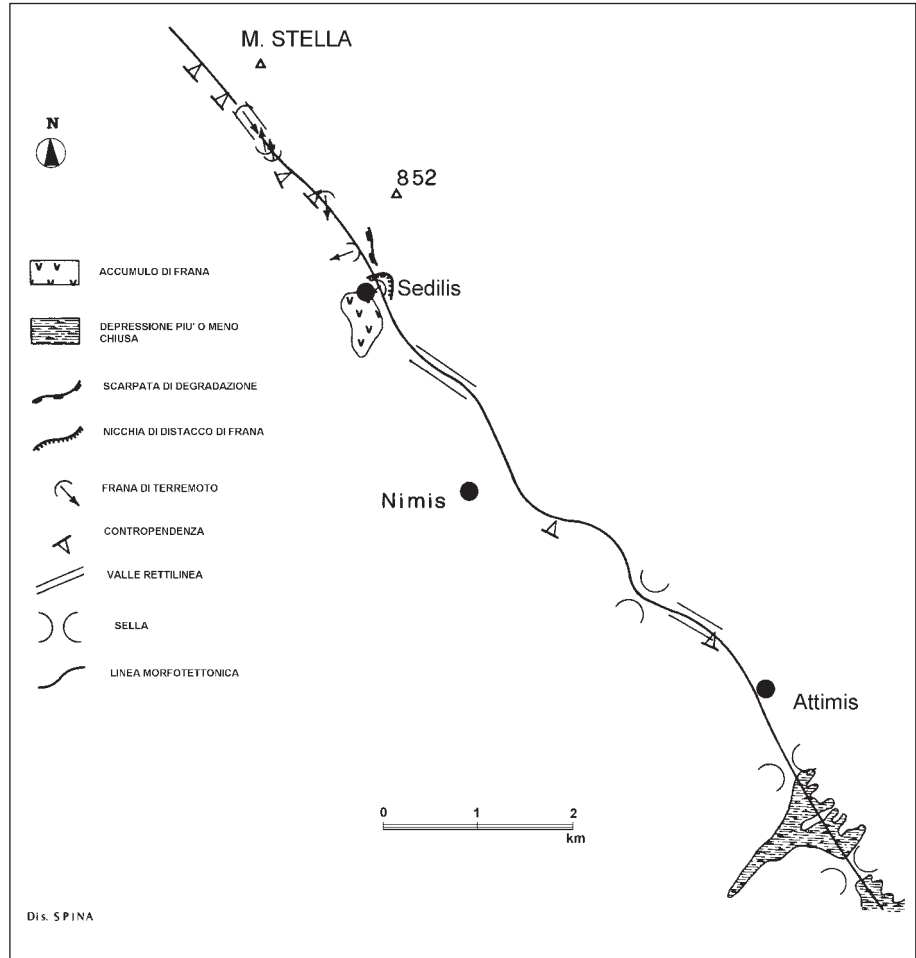 M. STELLA
N
852
ACCUMULO DI FRANA
Sedilis
DEPRESSIONE PIU' O MENO
CHIUSA
SCARPATA DI DEGRADAZIONE
NICCHIA DI DISTACCO DI FRANA
FRANA DI TERREMOTO
Nimis
CONTROPENDENZA
VALLE RETTILINEA
SELLA
LINEA MORFOTETTONICA
Attimis
0 1 2
km
Dis. SPINA